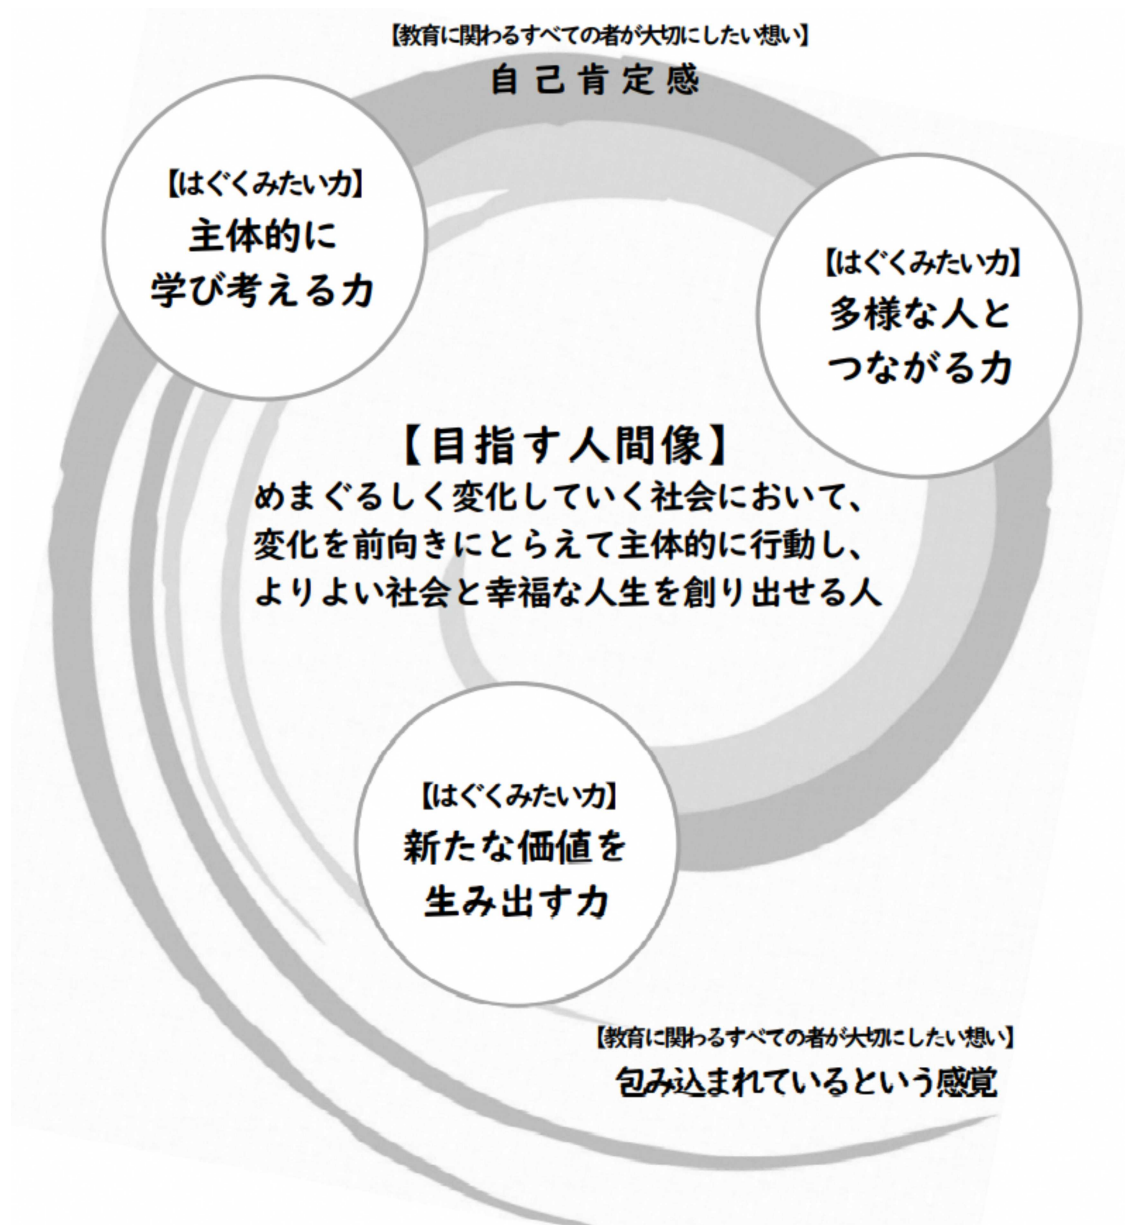 【教育に関わるすべての者が大切にしたい想い】
自己肯定感
【はぐくみたい力】
主体的に
学び考える力
【はぐくみたい力】
多様な人と
つながる力
【目指す人間像】
めまぐるしく変化していく社会において、
変化を前向きにとらえて主体的に行動し、
よりよい社会と幸福な人生を創り出せる人
【はぐくみたい力】
新たな価値を
生み出す力
【教育に関わるすべての者が大切にしたい想い】
包み込まれているという感覚